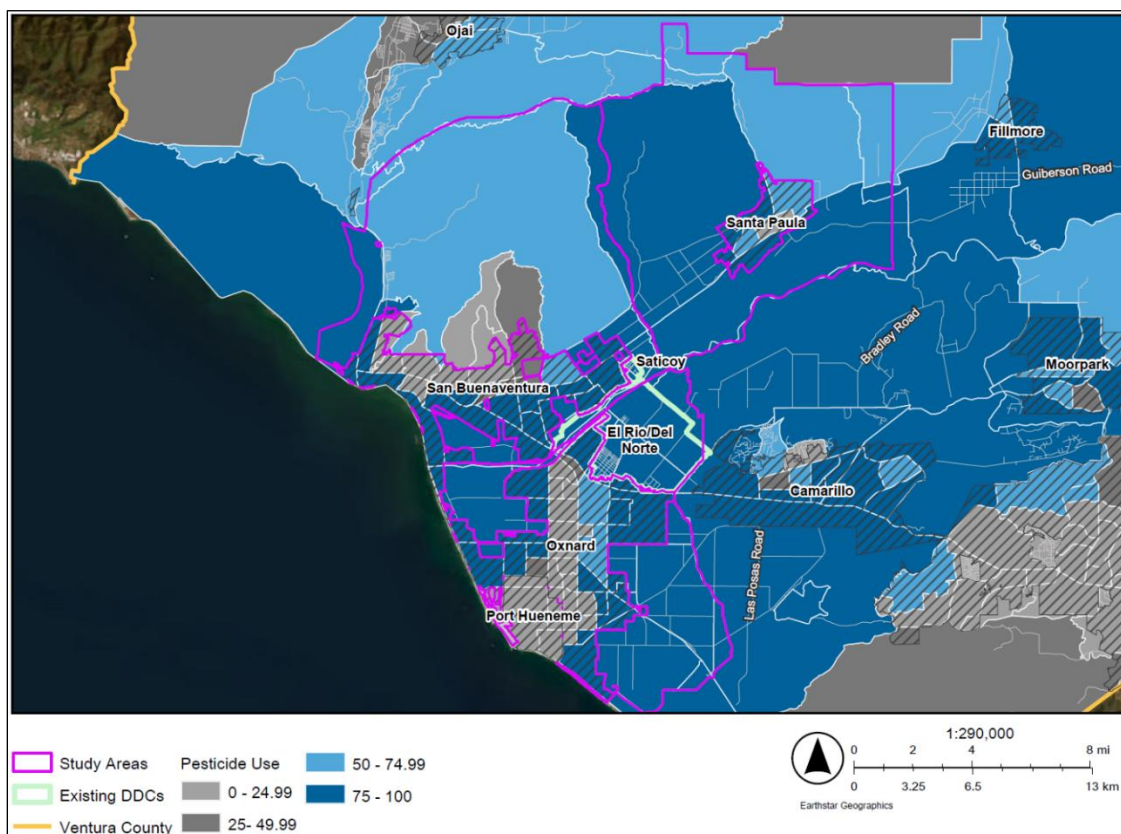 Ojai
Fillmore
Guiberson Road
Santa Paula
Bradley Road
Moorpark
Saticoy
San Buenaventura
El Rio/Del
Norte
Camarillo
Oxnard
Las Posas Road
Port Hueneme
Study Areas
Existing DDCs
Ventura County
Pesticide Use
0 - 24.99
25- 49.99
50 - 74.99
75 - 100
1:290,000
0 2 4 8 mi
0 3.25 6.5 13 km
Earthstar Geographics